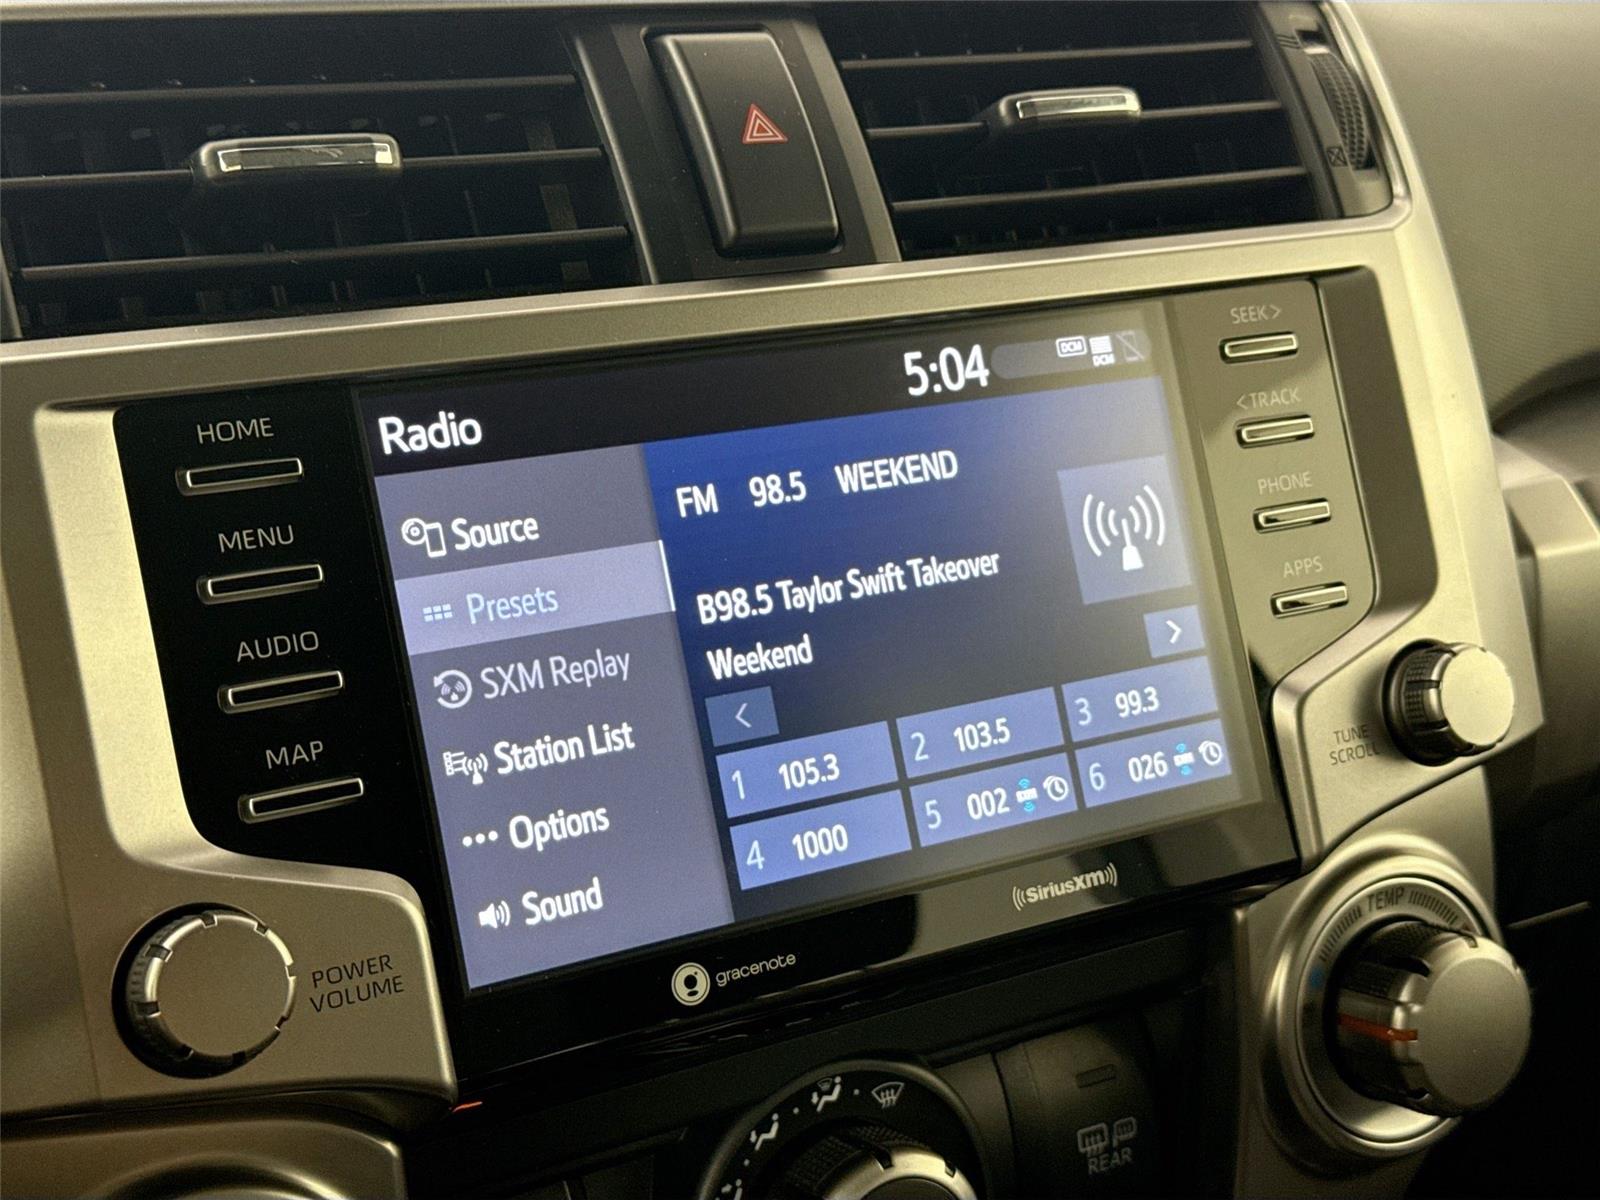 5:04
DCM
DCM
Radio
HOME
MENU
AUDIO
MAP
POWER
VOLUME
Source
Presets
SXM Replay
Station List
Options
Sound
FM 98.5 WEEKEND
B98.5 Taylor Swift Takeover
Weekend
<
>
1 105.3
2 103.5
3 99.3
4 1000
5 002
6 026
gracenote
SiriusXM
SEEK >
< TRACK
PHONE
APPS
TUNE
SCROLL
TEMP
REAR